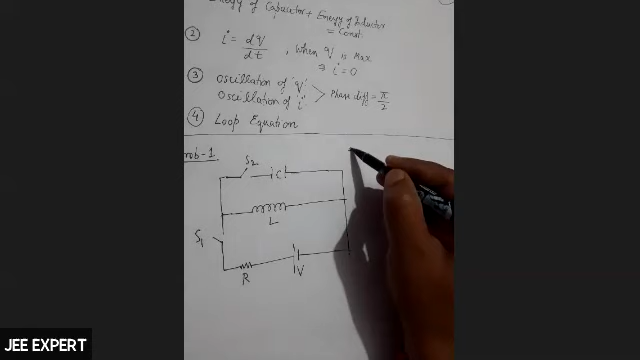 Energy of Capacitor + Energy of Inductor
= Const.
② i = dq/dt , when q is Max
⇒ i = 0
③ Oscillation of 'q'
Oscillation of 'i' > Phase diff = π/2
④ Loop Equation
rob-1
S2
C
L
S1
R
V
JEE EXPERT